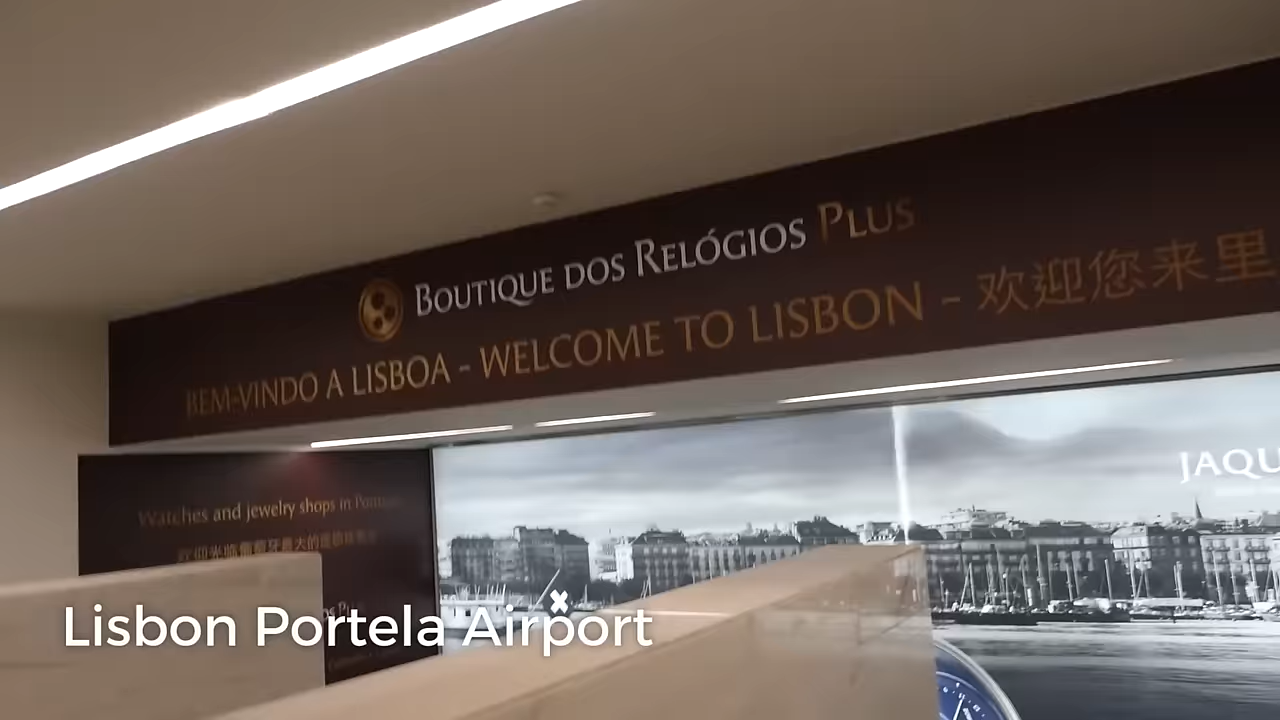 BOUTIQUE DOS RELÓGIOS PLUS
BEM-VINDO A LISBOA - WELCOME TO LISBON - 欢迎您来里
JAQU
Watches and jewelry shops in
Lisbon Portela Airport